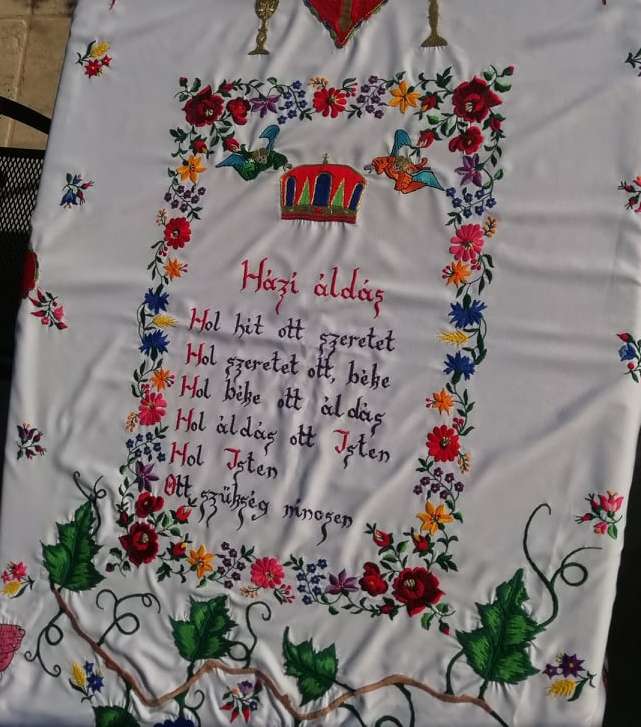 Házi áldás
Hol hit ott szeretet
Hol szeretet ott, béke
Hol béke ott áldás
Hol áldás ott Isten
Hol Isten
Ott szükség nincsen